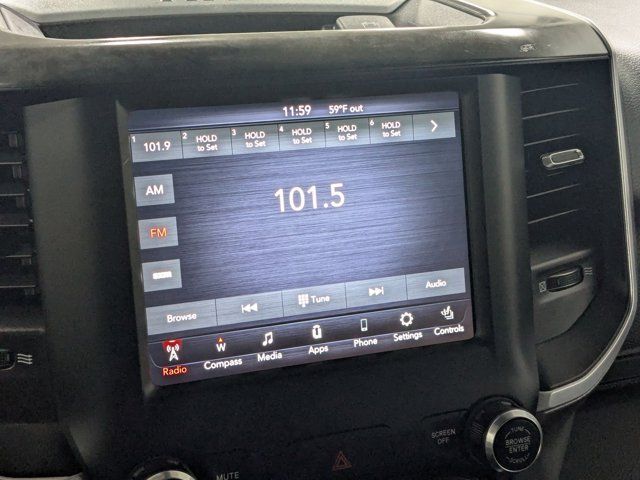 11:59 59°F out
1 101.9 2 HOLD to Set 3 HOLD to Set 4 HOLD to Set 5 HOLD to Set 6 HOLD to Set
AM
101.5
FM
Browse Tune Audio
W
Radio Compass Media Apps Phone Settings Controls
SCREEN OFF
TUNE
BROWSE
ENTER
SCROLL
MUTE